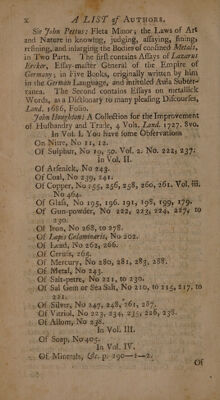 x A LIST of AUTHORS.
Sir John Pettus: Fleta Minor; the Laws of Art
and Nature in knowing, judging, assaying, fining,
refining, and inlarging the Bodies of confined Metals,
in Two Parts. The first contains Assays of Lazarus
Ercker, Essay-master General of the Empire of
Germany; in Five Books, originally written by him
in the German Language, and intituled Aula Subter-
ranea. The Second contains Essays on metallick
Words, as a Dictionary to many pleasing Discourses,
Lond. 1686, Folio.
John Houghton: A Collection for the Improvement
of Husbandry and Trade, 4 Vols. Lond. 1727. 8vo.
In Vol. I. You have some Observations
On Nitre, No 11, 12.
Of Sulphur, No 19, 50. Vol. 2. No. 222, 237.
In Vol. II.
Of Arsenick, No 243.
Of Coal, No 239, 241.
Of Copper, No 255, 256, 258, 260, 261. Vol. iii.
No 464.
Of Glass, No 195, 196, 191, 198, 199, 179.
Of Gun-powder, No 222, 223, 224, 227, to
230.
Of Iron, No 268, to 278.
Of Lapis Calaminaris, No 202.
Of Lead, No 262, 266.
Of Ceruss, 265.
Of Mercury, No 280, 281, 283, 288.
Of Metal, No 243.
Of Salt-petre, No 221, to 230.
Of Sal Gem or Sea Salt, No 210, to 215, 217, to
221.
Of Silver, No 247, 248, 261, 287.
Of Vitriol, No 223, 234, 235, 226, 238.
Of Allom, No 238.
In Vol. III.
Of Soap, No 405.
In Vol. IV.
Of Minerals, &c. p. 290—1—2.
Of